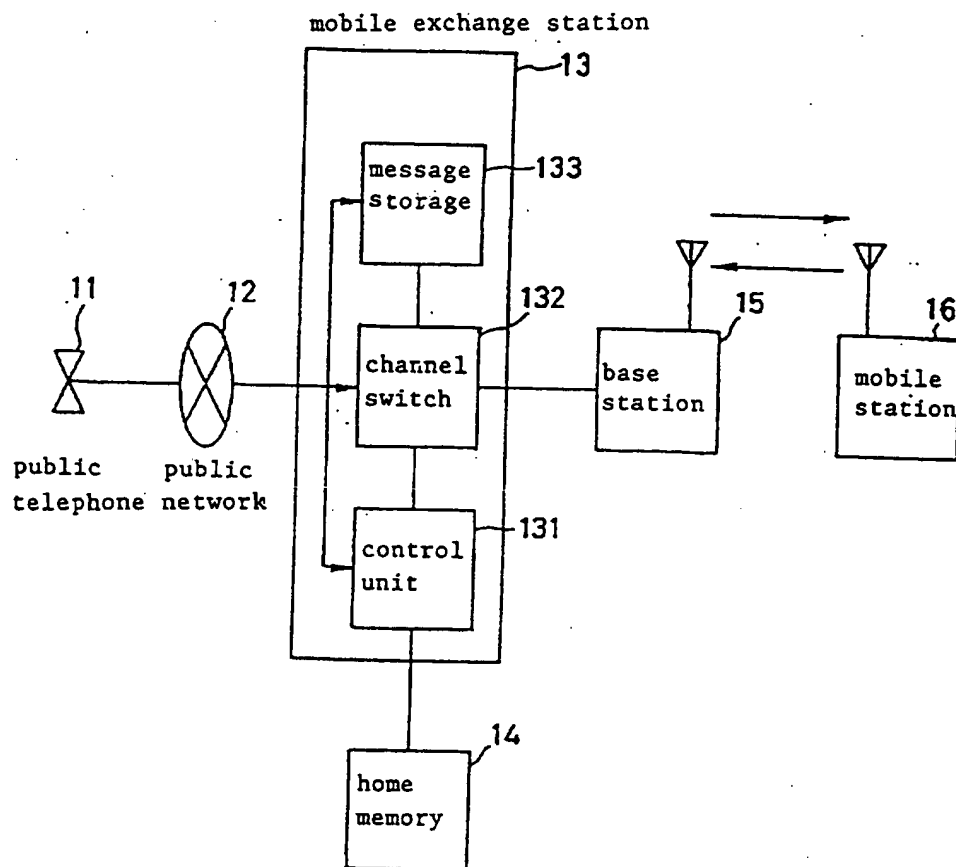 mobile exchange station
13
message
storage
133
11
12
132
channel
switch
15
base
station
16
mobile
station
public
telephone
public
network
131
control
unit
14
home
memory